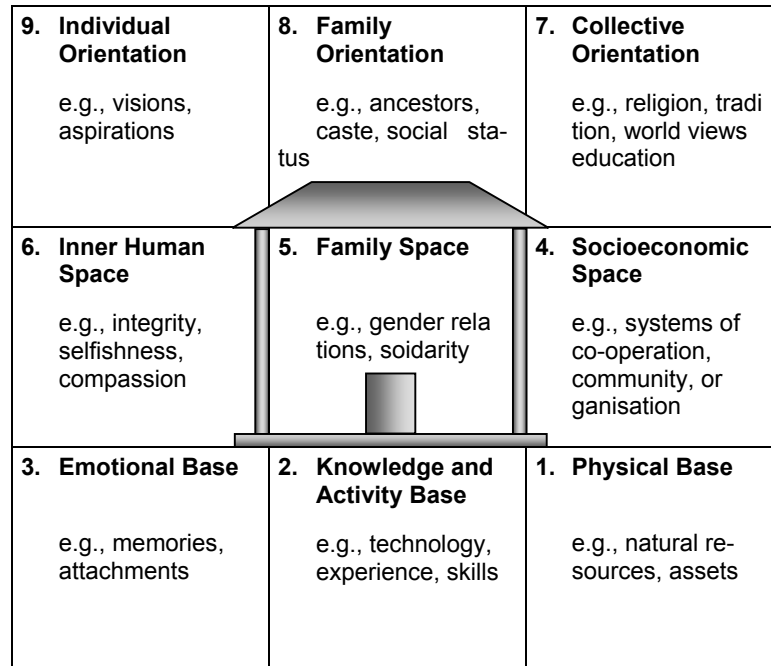 9. Individual
Orientation
e.g., visions,
aspirations
8. Family
Orientation
e.g., ancestors,
caste, social sta-
tus
7. Collective
Orientation
e.g., religion, tradi
tion, world views
education
6. Inner Human
Space
e.g., integrity,
selfishness,
compassion
5. Family Space
e.g., gender rela
tions, soidarity
4. Socioeconomic
Space
e.g., systems of
co-operation,
community, or
ganisation
3. Emotional Base
e.g., memories,
attachments
2. Knowledge and
Activity Base
e.g., technology,
experience, skills
1. Physical Base
e.g., natural re-
sources, assets